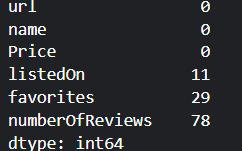 url 0
name 0
Price 0
listedOn 11
favorites 29
numberOfReviews 78
dtype: int64